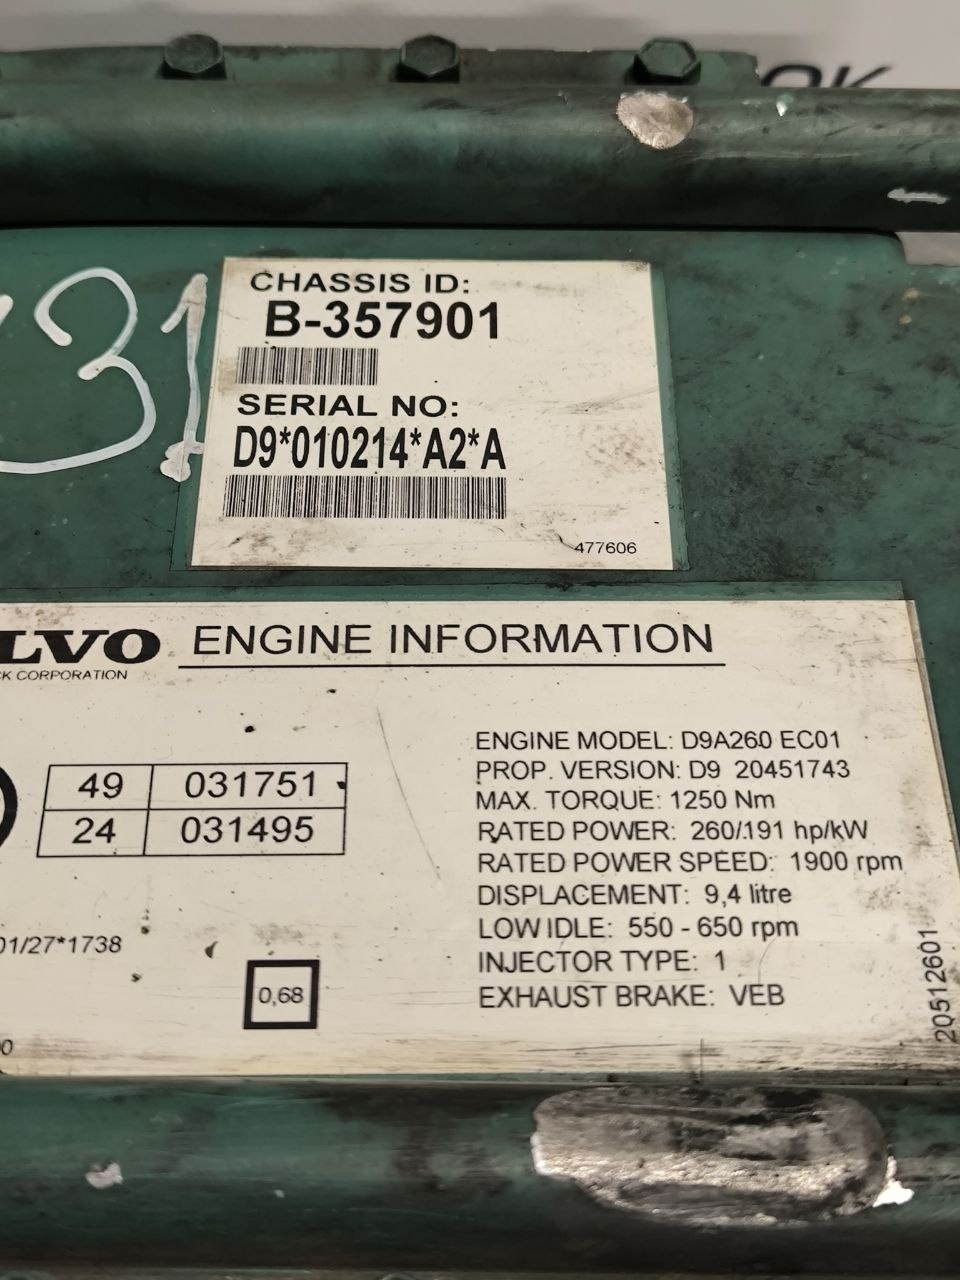 OK
31
CHASSIS ID:
B-357901
SERIAL NO:
D9*010214*A2*A
477606
LVO ENGINE INFORMATION
K CORPORATION
ENGINE MODEL: D9A260 EC01
PROP. VERSION: D9 20451743
MAX. TORQUE: 1250 Nm
RATED POWER: 260/191 hp/kW
RATED POWER SPEED: 1900 rpm
DISPLACEMENT: 9,4 litre
LOW IDLE: 550 - 650 rpm
INJECTOR TYPE: 1
EXHAUST BRAKE: VEB
49 031751
24 031495
01/27*1738
0,68
0
20512601